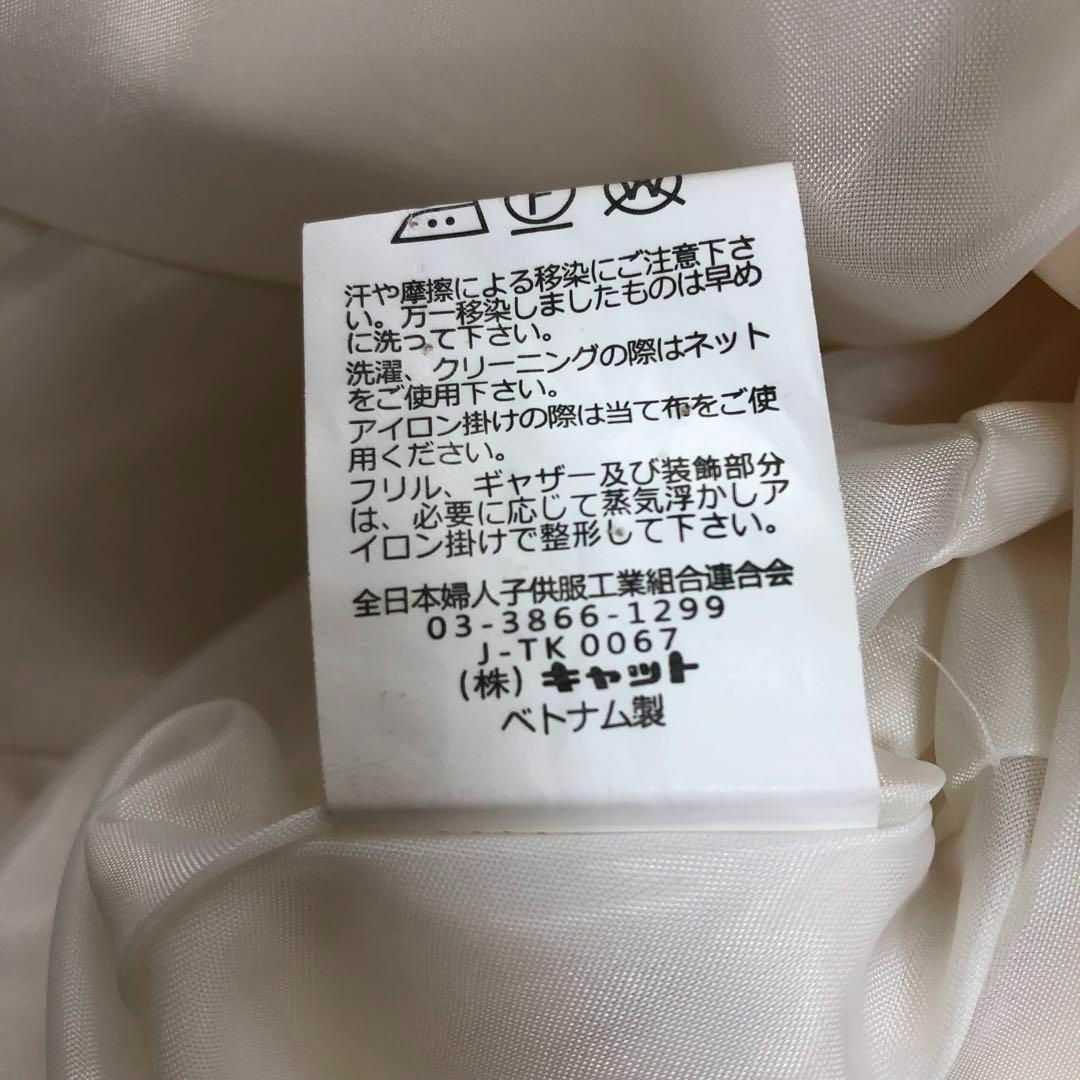 F W
汗や摩擦による移染にご注意下さ
い。万一移染しましたものは早め
に洗って下さい。
洗濯、クリーニングの際はネット
をご使用下さい。
アイロン掛けの際は当て布をご使
用ください。
フリル、ギャザー及び装飾部分
は、必要に応じて蒸気浮かしア
イロン掛けで整形して下さい。
全日本婦人子供服工業組合連合会
03-3866-1299
J-TK 0067
(株) キャット
ベトナム製